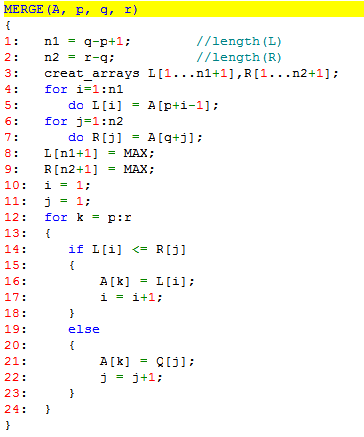 MERGE(A, p, q, r)
{
1: n1 = q-p+1; //length(L)
2: n2 = r-q; //length(R)
3: creat_arrays L[1...n1+1],R[1...n2+1];
4: for i=1:n1
5: do L[i] = A[p+i-1];
6: for j=1:n2
7: do R[j] = A[q+j];
8: L[n1+1] = MAX;
9: R[n2+1] = MAX;
10: i = 1;
11: j = 1;
12: for k = p:r
13: {
14: if L[i] <= R[j]
15: {
16: A[k] = L[i];
17: i = i+1;
18: }
19: else
20: {
21: A[k] = Q[j];
22: j = j+1;
23: }
24: }
}